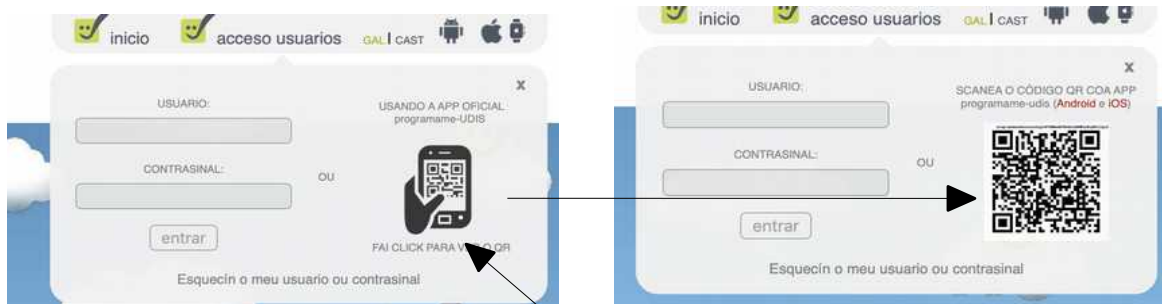 inicio acceso usuarios GAL | CAST
x
USUARIO:
USANDO A APP OFICIAL
programame-UDIS
CONTRASINAL:
OU
entrar
FAI CLICK PARA VER O QR
Esquecín o meu usuario ou contrasinal
inicio acceso usuarios GAL | CAST
x
USUARIO:
SCANEA O CÓDIGO QR COA APP
programame-udis (Android e iOS)
CONTRASINAL:
OU
entrar
Esquecín o meu usuario ou contrasinal